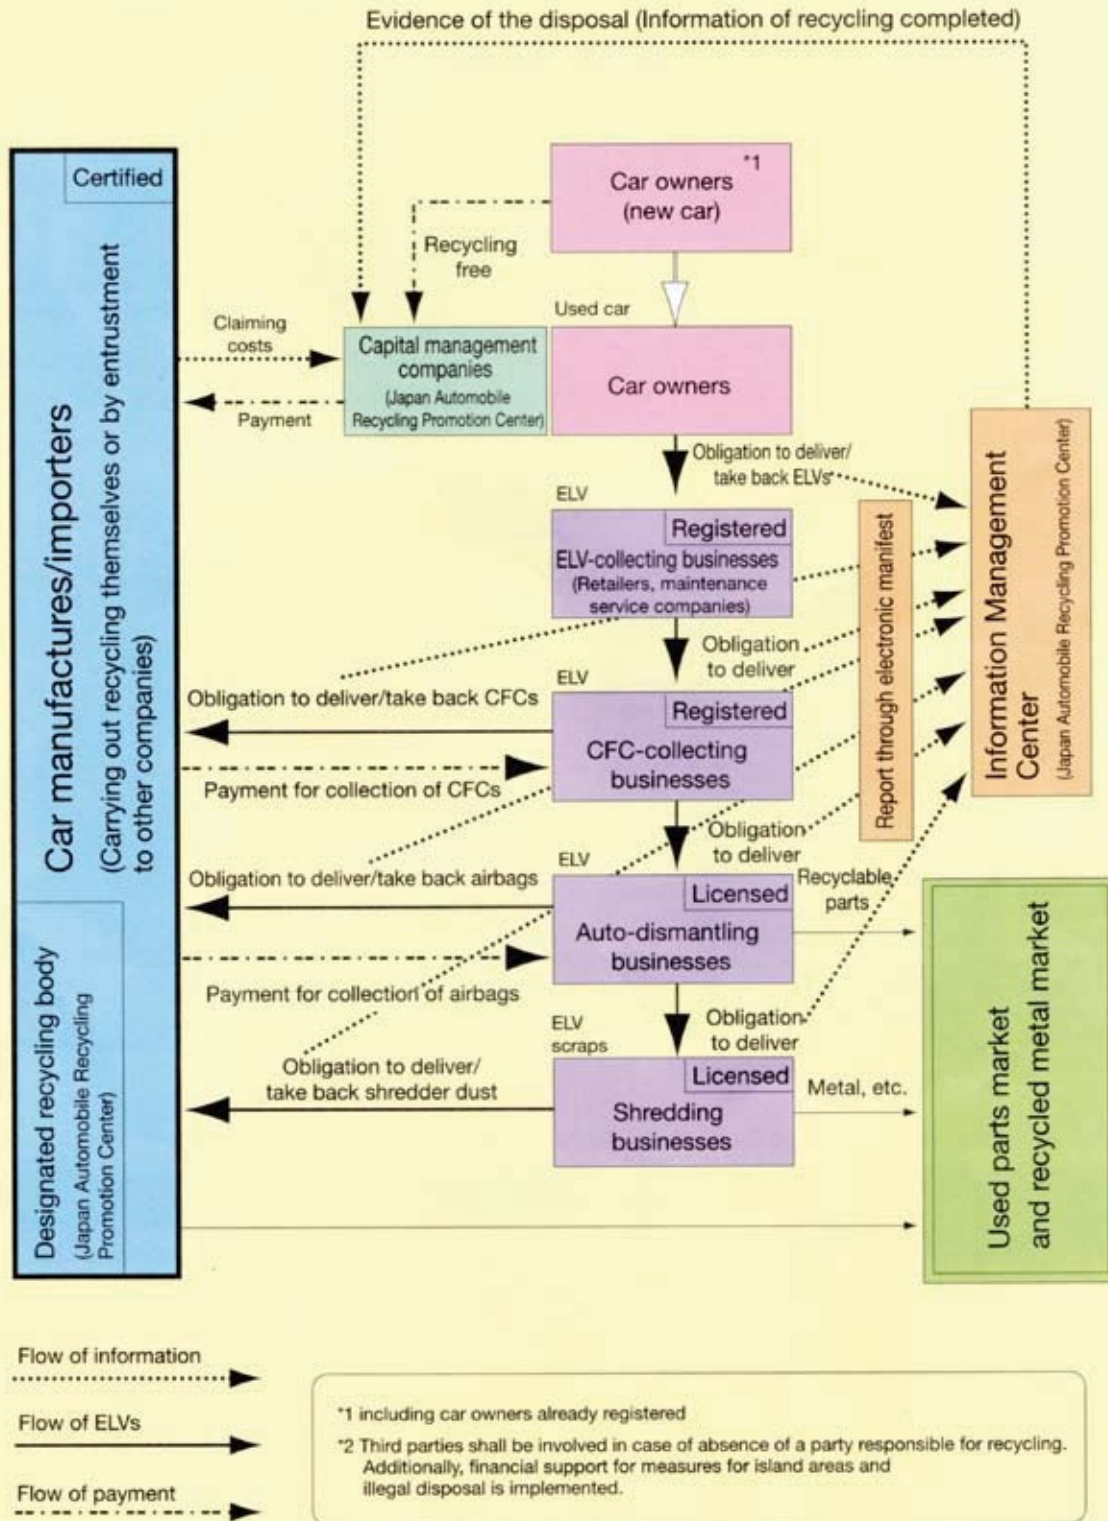 Evidence of the disposal (Information of recycling completed)
Certified
Car manufactures/importers
(Carrying out recycling themselves or by entrustment
to other companies)
Designated recycling body
(Japan Automobile Recycling
Promotion Center)
Car owners *1
(new car)
Recycling
free
Used car
Claiming
costs
Payment
Capital management
companies
(Japan Automobile
Recycling Promotion Center)
Car owners
Obligation to deliver/
take back ELVs
ELV
Registered
ELV-collecting businesses
(Retailers, maintenance
service companies)
Obligation
to deliver
Obligation to deliver/take back CFCs
ELV
Registered
CFC-collecting
businesses
Payment for collection of CFCs
Obligation
to deliver
Obligation to deliver/take back airbags
ELV
Licensed
Auto-dismantling
businesses
Recyclable
parts
Payment for collection of airbags
Obligation
to deliver
ELV
scraps
Obligation to deliver/
take back shredder dust
Licensed
Shredding
businesses
Metal, etc.
Report through electronic manifest
Information Management
Center
(Japan Automobile Recycling Promotion Center)
Used parts market
and recycled metal market
Flow of information
Flow of ELVs
Flow of payment
*1 including car owners already registered
*2 Third parties shall be involved in case of absence of a party responsible for recycling.
Additionally, financial support for measures for island areas and
illegal disposal is implemented.